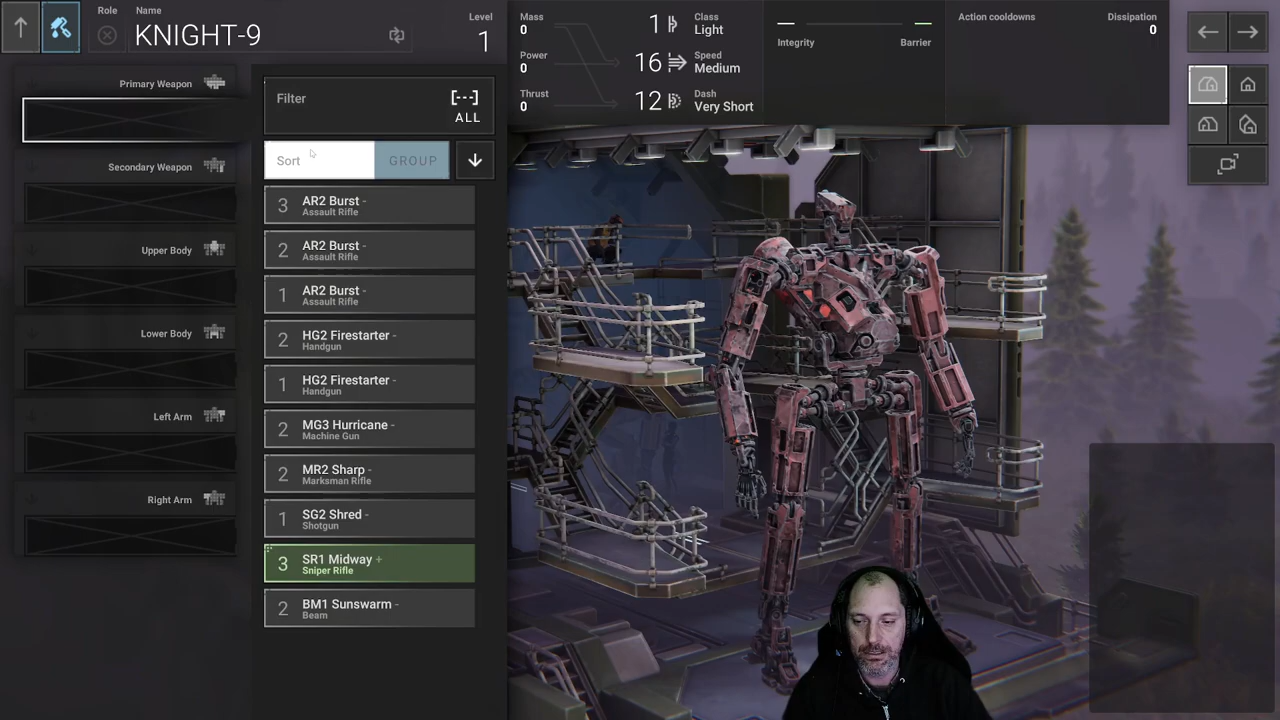 Role
Name
KNIGHT-9
Level
1
Mass
0
Power
0
Thrust
0
1
Class
Light
16
Speed
Medium
12
Dash
Very Short
Integrity
Barrier
Action cooldowns
Dissipation
0
Primary Weapon
Secondary Weapon
Upper Body
Lower Body
Left Arm
Right Arm
Filter
[---]
ALL
Sort
GROUP
3
AR2 Burst -
Assault Rifle
2
AR2 Burst -
Assault Rifle
1
AR2 Burst -
Assault Rifle
2
HG2 Firestarter -
Handgun
1
HG2 Firestarter -
Handgun
2
MG3 Hurricane -
Machine Gun
2
MR2 Sharp -
Marksman Rifle
1
SG2 Shred -
Shotgun
3
SR1 Midway +
Sniper Rifle
2
BM1 Sunswarm -
Beam